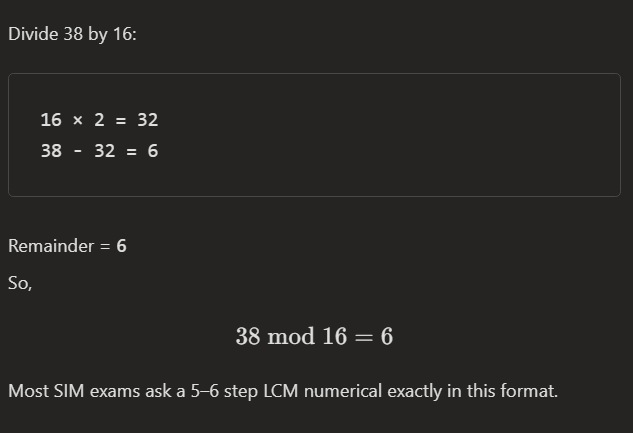 Divide 38 by 16:
16 × 2 = 32
38 - 32 = 6
Remainder = 6
So,
38 mod 16 = 6
Most SIM exams ask a 5–6 step LCM numerical exactly in this format.